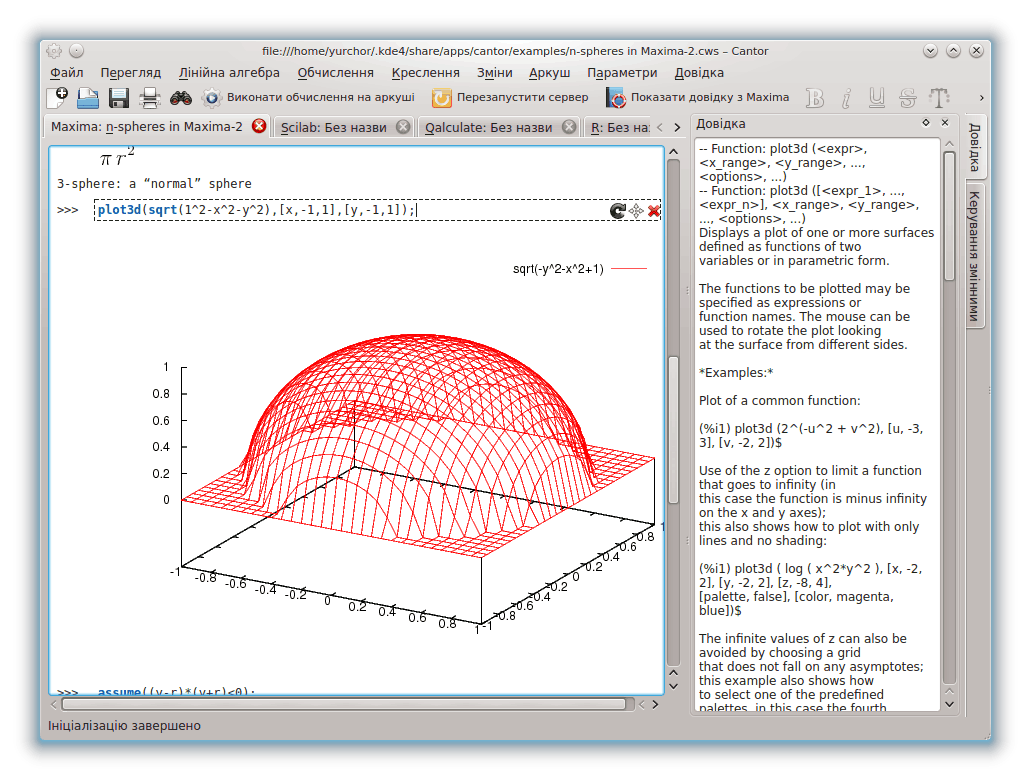 file:///home/yurchor/.kde4/share/apps/cantor/examples/n-spheres in Maxima-2.cws – Cantor
Файл Перегляд Лінійна алгебра Обчислення Креслення Зміни Аркуш Параметри Довідка
Виконати обчислення на аркуші Перезапустити сервер Показати довідку з Maxima B i U S T
Maxima: n-spheres in Maxima-2 Scilab: Без назви Qalculate: Без назви R: Без на
π r²
3-sphere: a “normal” sphere
>>> plot3d(sqrt(1^2-x^2-y^2),[x,-1,1],[y,-1,1]);
sqrt(-y^2-x^2+1)
1
0.8
0.6
0.4
0.2
0
-1 -0.8 -0.6 -0.4 -0.2 0 0.2 0.4 0.6 0.8 1
-1 -0.8 -0.6 -0.4 -0.2 0 0.2 0.4 0.6 0.8 1
>>> assume((y-r)*(y+r)<0);
Ініціалізацію завершено
Довідка
-- Function: plot3d (<expr>,
<x_range>, <y_range>, ...,
<options>, ...)
-- Function: plot3d ([<expr_1>, ...,
<expr_n>], <x_range>, <y_range>,
..., <options>, ...)
Displays a plot of one or more surfaces
defined as functions of two
variables or in parametric form.
The functions to be plotted may be
specified as expressions or
function names. The mouse can be
used to rotate the plot looking
at the surface from different sides.
*Examples:*
Plot of a common function:
(%i1) plot3d (2^(-u^2 + v^2), [u, -3,
3], [v, -2, 2])$
Use of the z option to limit a function
that goes to infinity (in
this case the function is minus infinity
on the x and y axes);
this also shows how to plot with only
lines and no shading:
(%i1) plot3d ( log ( x^2*y^2 ), [x, -2,
2], [y, -2, 2], [z, -8, 4],
[palette, false], [color, magenta,
blue])$
The infinite values of z can also be
avoided by choosing a grid
that does not fall on any asymptotes;
this example also shows how
to select one of the predefined
palettes, in this case the fourth
Довідка
Керування змінними